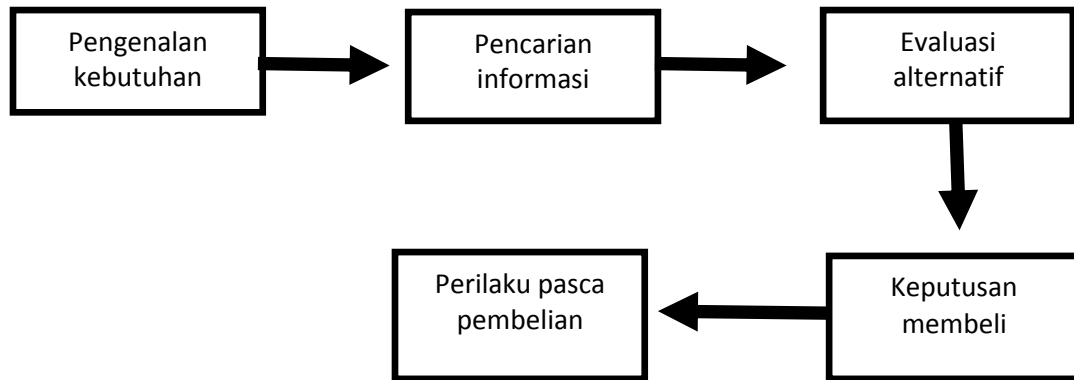 Pengenalan
kebutuhan
Pencarian
informasi
Evaluasi
alternatif
Keputusan
membeli
Perilaku pasca
pembelian